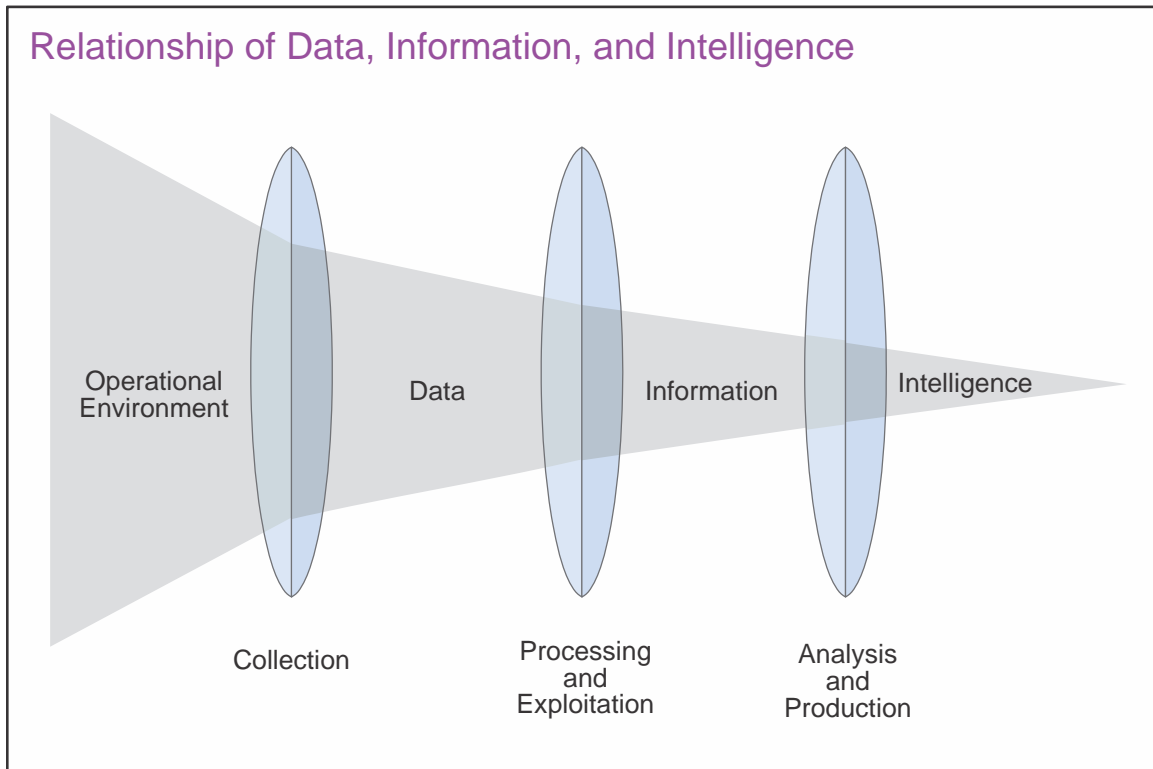 Relationship of Data, Information, and Intelligence
Operational
Environment
Data
Information
Intelligence
Collection
Processing
and
Exploitation
Analysis
and
Production